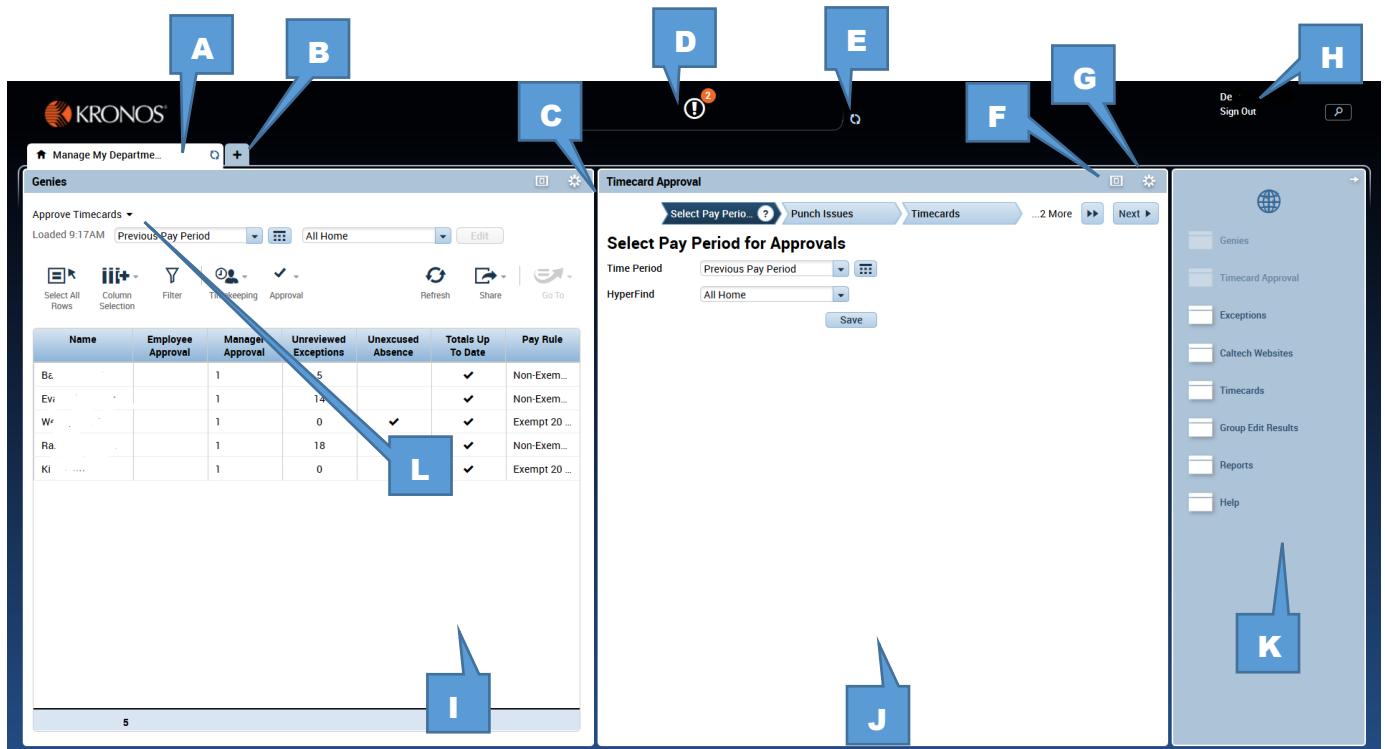 A
B
C
D
E
F
G
H
KRONOS
2
De
Sign Out
Manage My Departme...
+
Genies
Approve Timecards
Loaded 9:17AM
Previous Pay Period
All Home
Edit
Select All Rows
Column Selection
Filter
Timekeeping
Approval
Refresh
Share
Go To
Name
Employee Approval
Manager Approval
Unreviewed Exceptions
Unexcused Absence
Totals Up To Date
Pay Rule
1 5 Non-Exem...
1 14 Non-Exem...
1 0 Exempt 20 ...
1 18 Non-Exem...
1 0 Exempt 20 ...
5
L
I
Timecard Approval
Select Pay Perio... ?
Punch Issues
Timecards
...2 More
Next
Select Pay Period for Approvals
Time Period
Previous Pay Period
HyperFind
All Home
Save
J
Genies
Timecard Approval
Exceptions
Caltech Websites
Timecards
Group Edit Results
Reports
Help
K